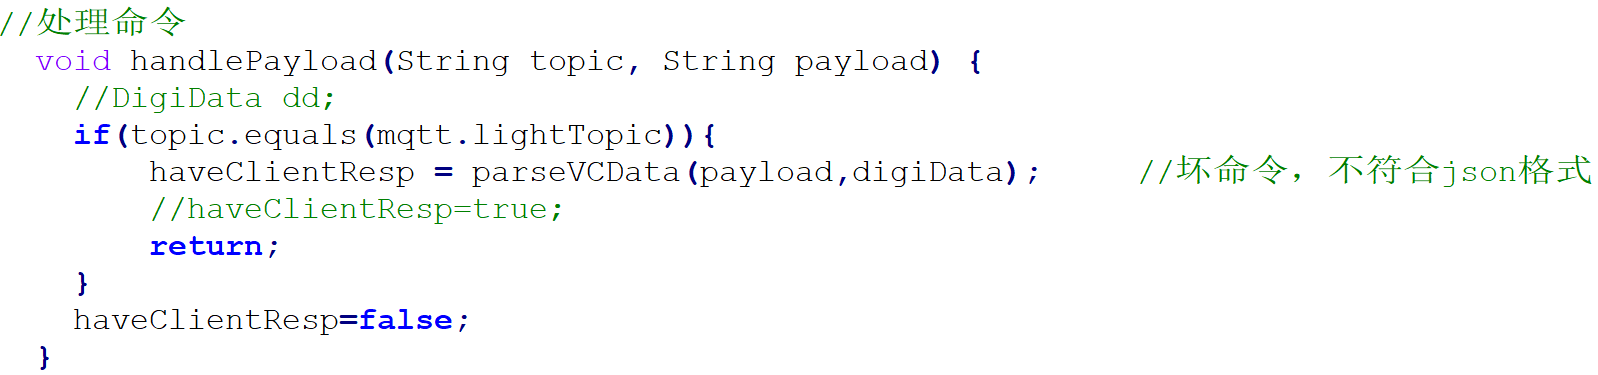 //处理命令
void handlePayload(String topic, String payload) {
//DigiData dd;
if(topic.equals(mqtt.lightTopic)){
haveClientResp = parseVCData(payload,digiData); //坏命令，不符合json格式
//haveClientResp=true;
return;
}
haveClientResp=false;
}